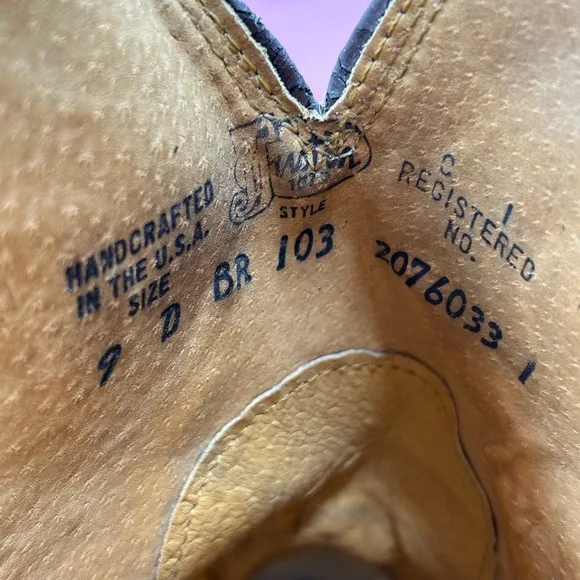 STYLE
HANDCRAFTED
IN THE U.S.A.
SIZE
9 D BR 103
C 1
REGISTERED
NO.
2076033 1